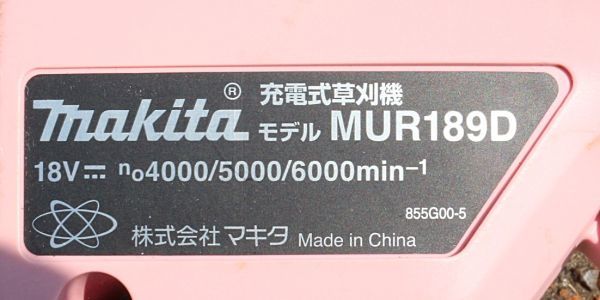 makita® 充電式草刈機
モデル MUR189D
18V⎓ n₀4000/5000/6000min⁻¹
855G00-5
株式会社 マキタ Made in China